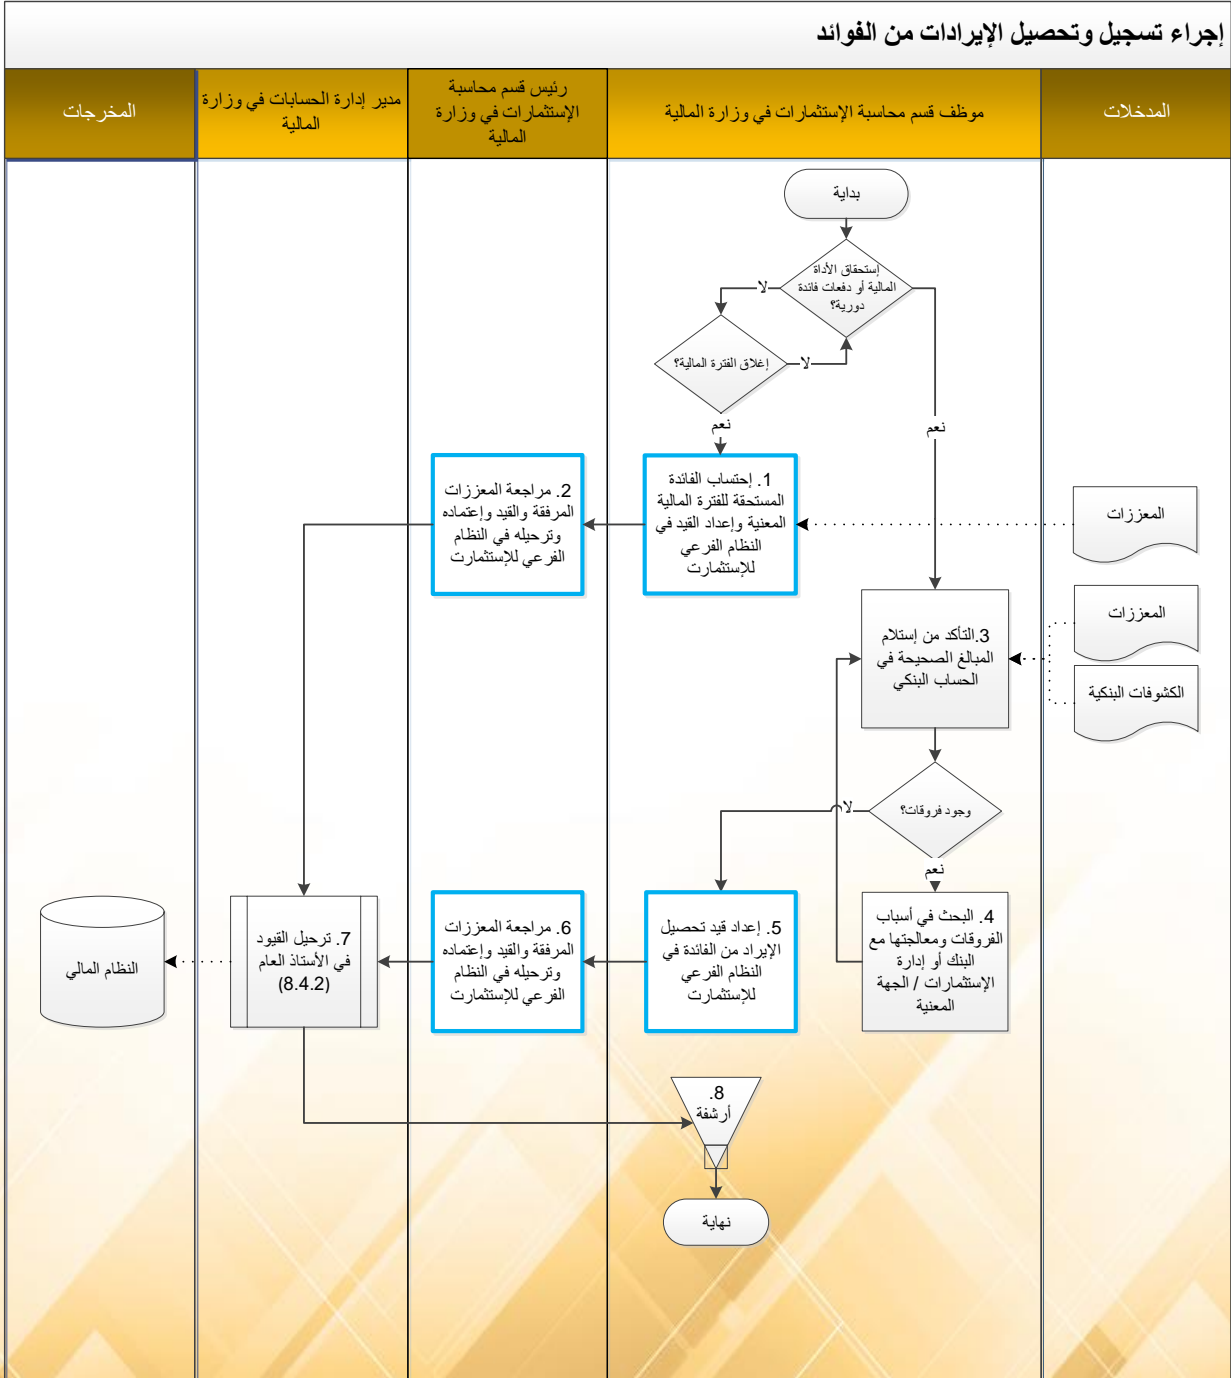 إجراء تسجيل وتحصيل الإيرادات من الفوائد
المدخلات
موظف قسم محاسبة الإستثمارات في وزارة المالية
رئيس قسم محاسبة
الإستثمارات في وزارة
المالية
مدير إدارة الحسابات في وزارة
المالية
المخرجات
بداية
إستحقاق الأداة
المالية أو دفعات فائدة
دورية؟
لا
نعم
إغلاق الفترة المالية؟
لا
نعم
المعززات
1. إحتساب الفائدة
المستحقة للفترة المالية
المعنية وإعداد القيد في
النظام الفرعي
للإستثمارت
2. مراجعة المعززات
المرفقة والقيد وإعتماده
وترحيله في النظام
الفرعي للإستثمارت
المعززات
الكشوفات البنكية
3.التأكد من إستلام
المبالغ الصحيحة في
الحساب البنكي
وجود فروقات؟
لا
نعم
4. البحث في أسباب
الفروقات ومعالجتها مع
البنك أو إدارة
الإستثمارات / الجهة
المعنية
5. إعداد قيد تحصيل
الإيراد من الفائدة في
النظام الفرعي
للإستثمارت
6. مراجعة المعززات
المرفقة والقيد وإعتماده
وترحيله في النظام
الفرعي للإستثمارت
7. ترحيل القيود
في الأستاذ العام
(8.4.2)
النظام المالي
8.
أرشفة
نهاية